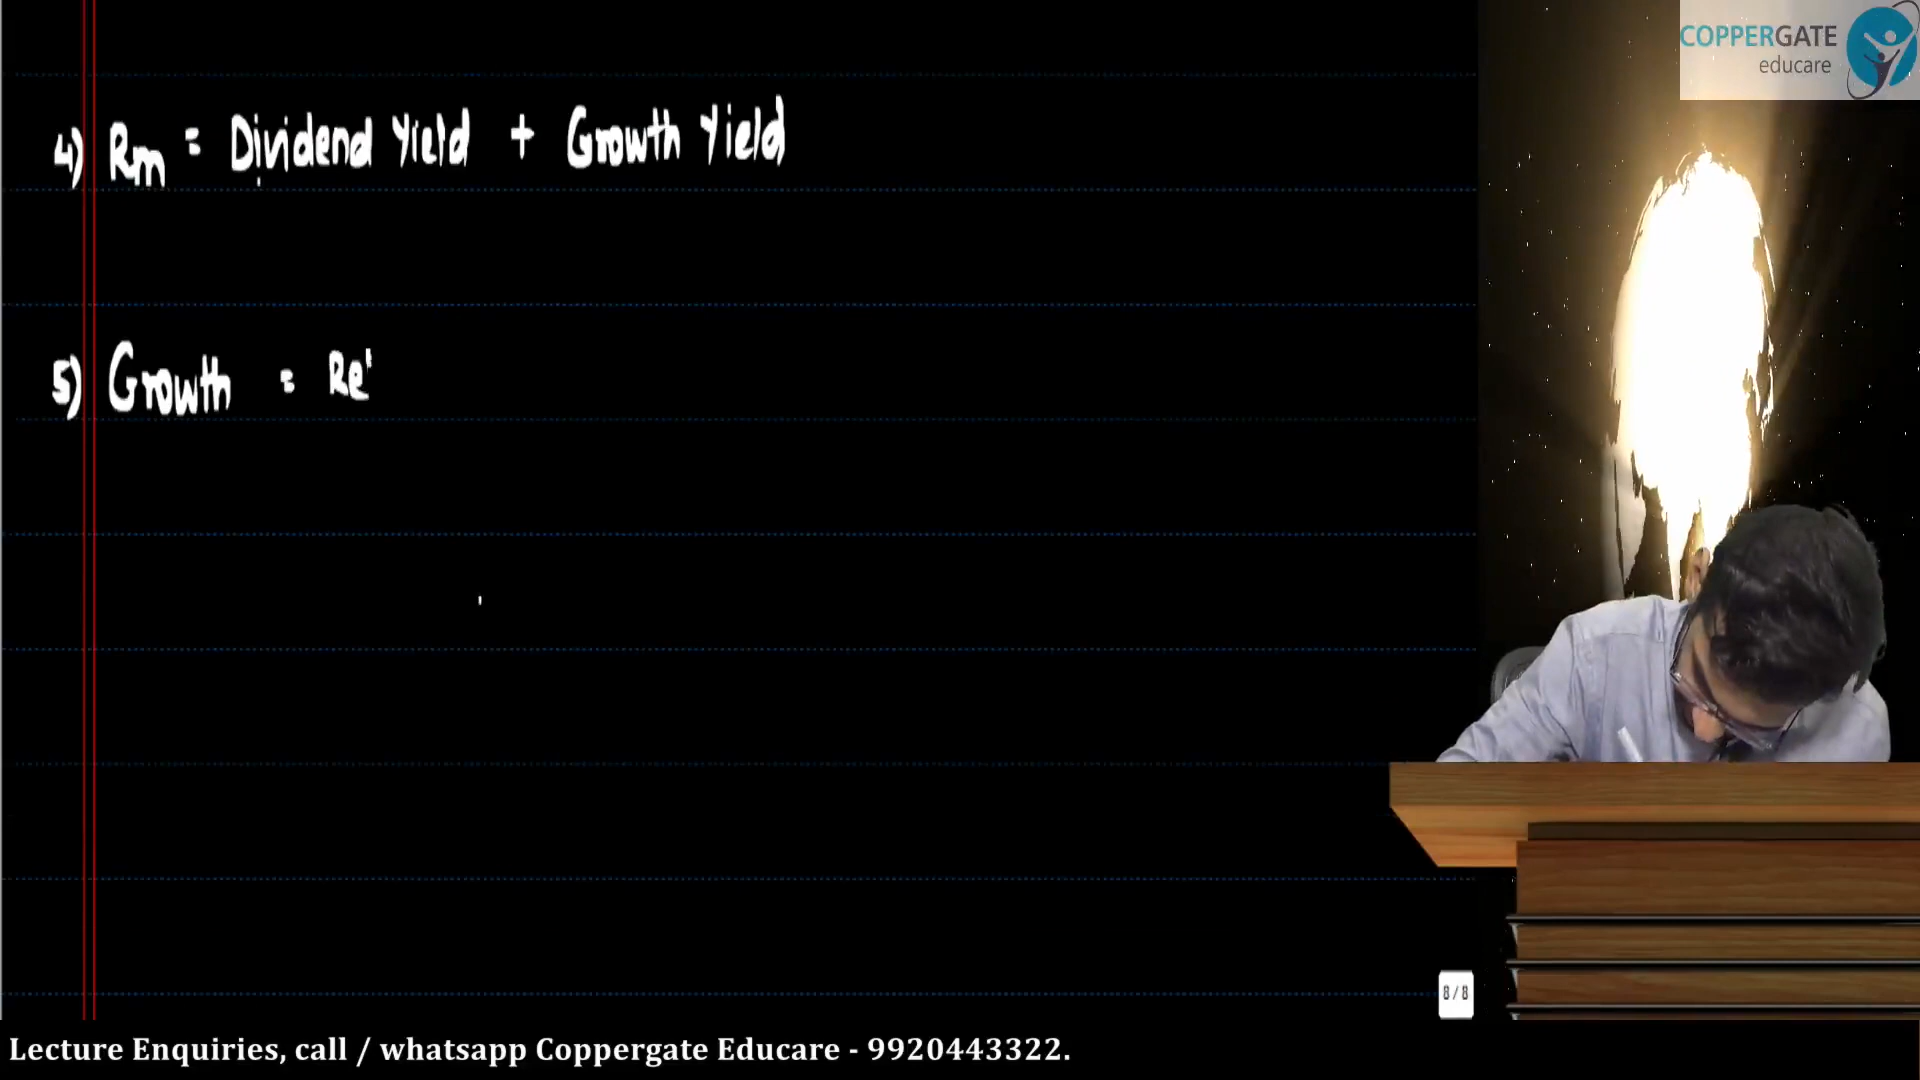 COPPERGATE
educare
4) Rm = Dividend Yield + Growth Yield
5) Growth = Re'
8/8
Lecture Enquiries, call / whatsapp Coppergate Educare - 9920443322.